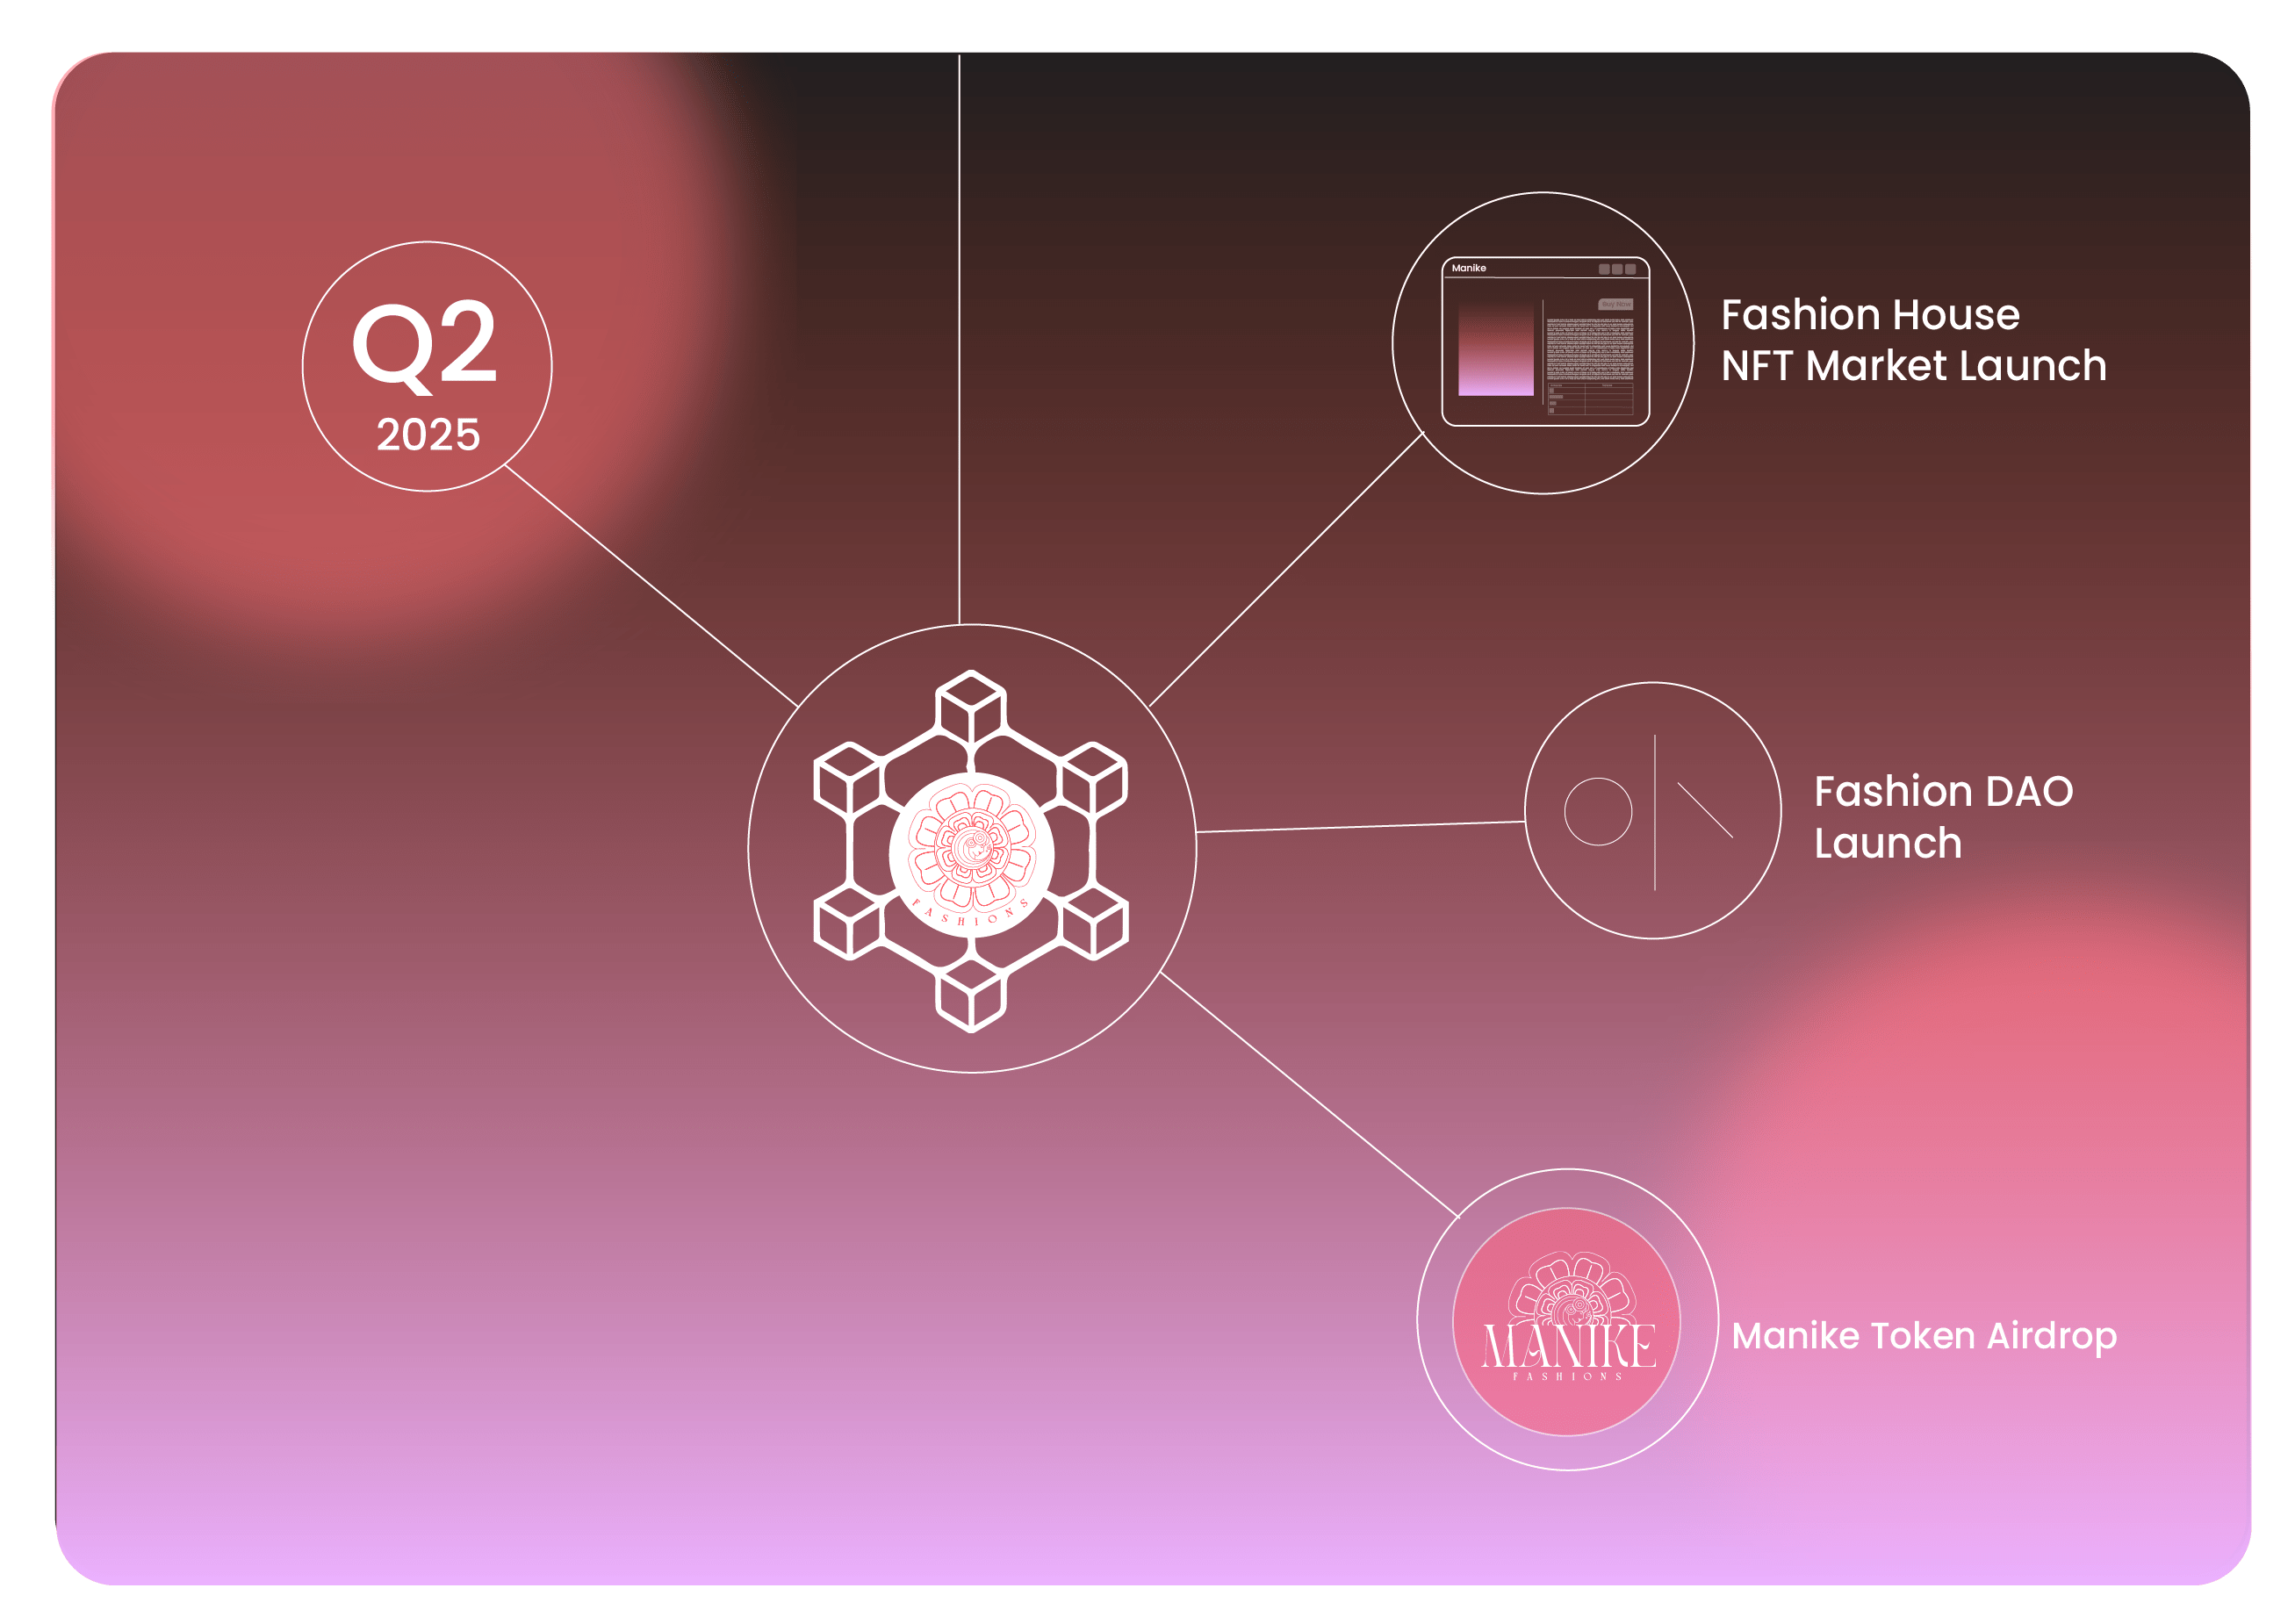 Q2
2025
Manike
Buy Now
Fashion House
NFT Market Launch
Fashion DAO
Launch
FASHIONS
MANIKE
FASHIONS
Manike Token Airdrop